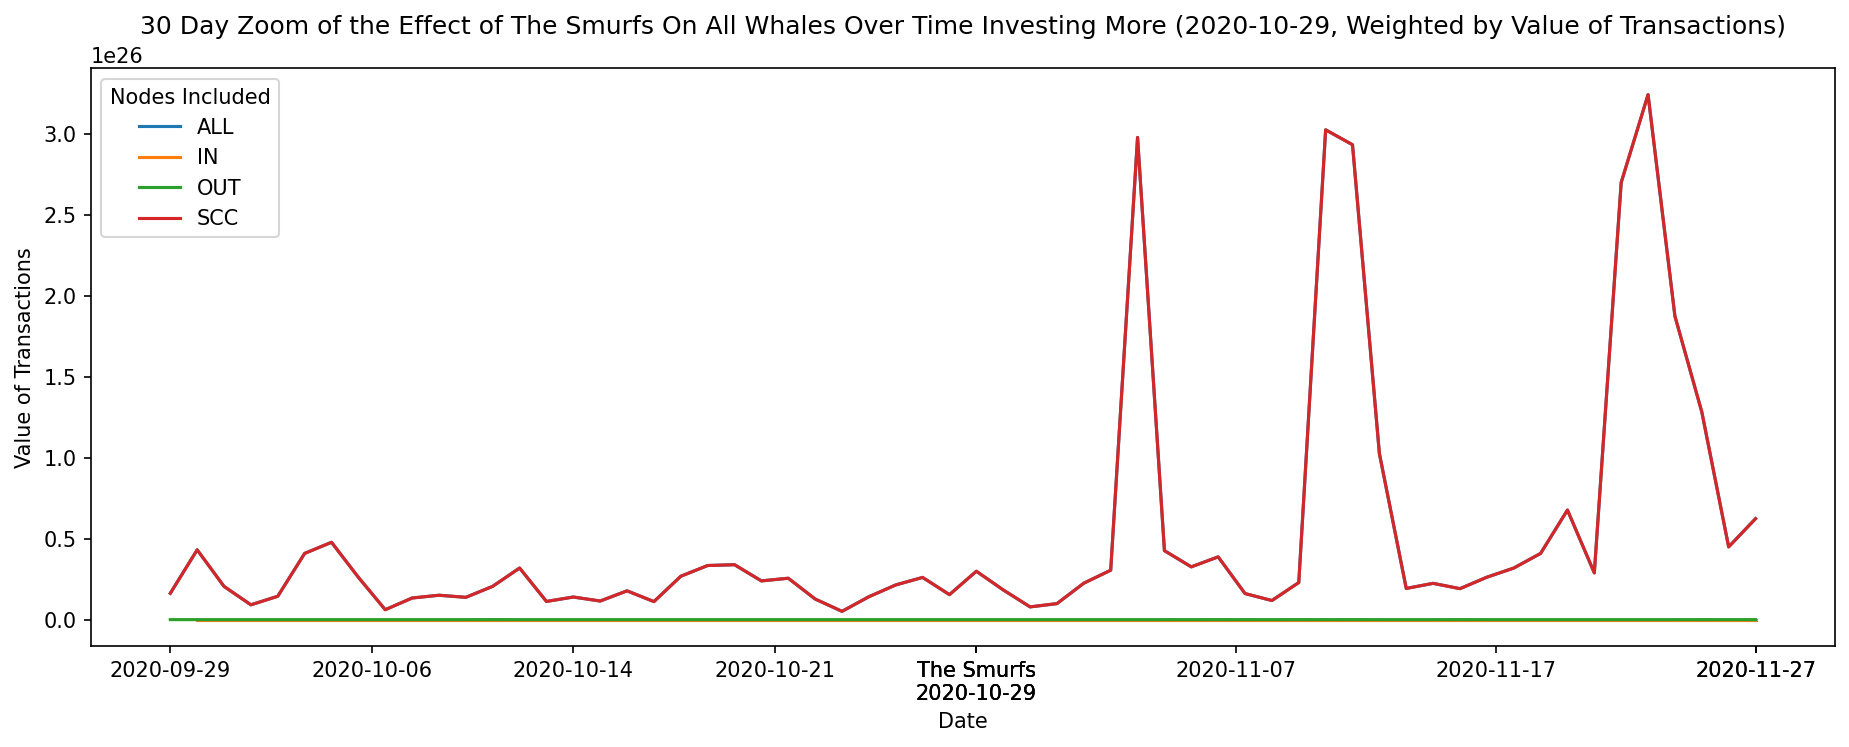 30 Day Zoom of the Effect of The Smurfs On All Whales Over Time Investing More (2020-10-29, Weighted by Value of Transactions)
1e26
Nodes Included
ALL
IN
OUT
SCC
Value of Transactions
3.0
2.5
2.0
1.5
1.0
0.5
0.0
2020-09-29 2020-10-06 2020-10-14 2020-10-21 The Smurfs 2020-11-07 2020-11-17 2020-11-27
2020-10-29
Date